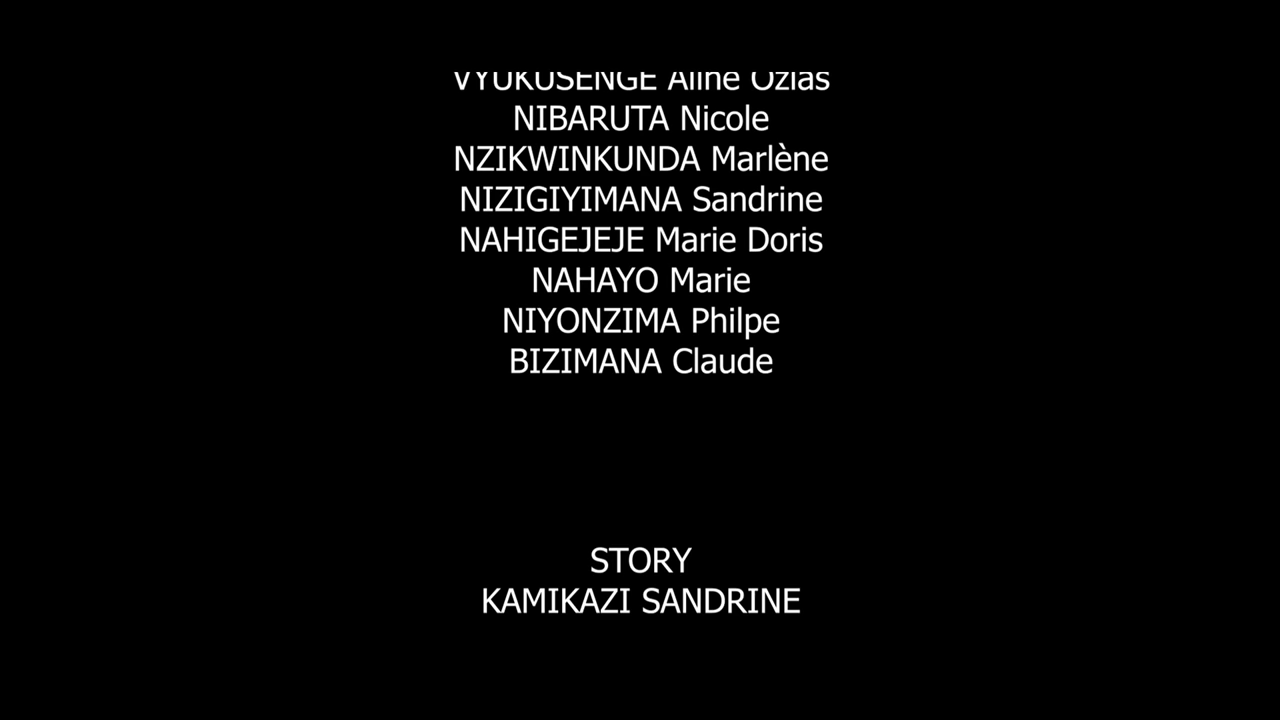 VYUKUSENGE Aline Ozias
NIBARUTA Nicole
NZIKWINKUNDA Marlène
NIZIGIYIMANA Sandrine
NAHIGEJEJE Marie Doris
NAHAYO Marie
NIYONZIMA Philpe
BIZIMANA Claude
STORY
KAMIKAZI SANDRINE